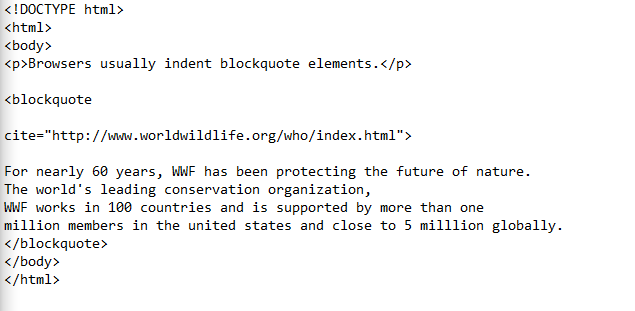 <!DOCTYPE html>
<html>
<body>
<p>Browsers usually indent blockquote elements.</p>
<blockquote
cite="http://www.worldwildlife.org/who/index.html">
For nearly 60 years, WWF has been protecting the future of nature.
The world's leading conservation organization,
WWF works in 100 countries and is supported by more than one
million members in the united states and close to 5 milllion globally.
</blockquote>
</body>
</html>